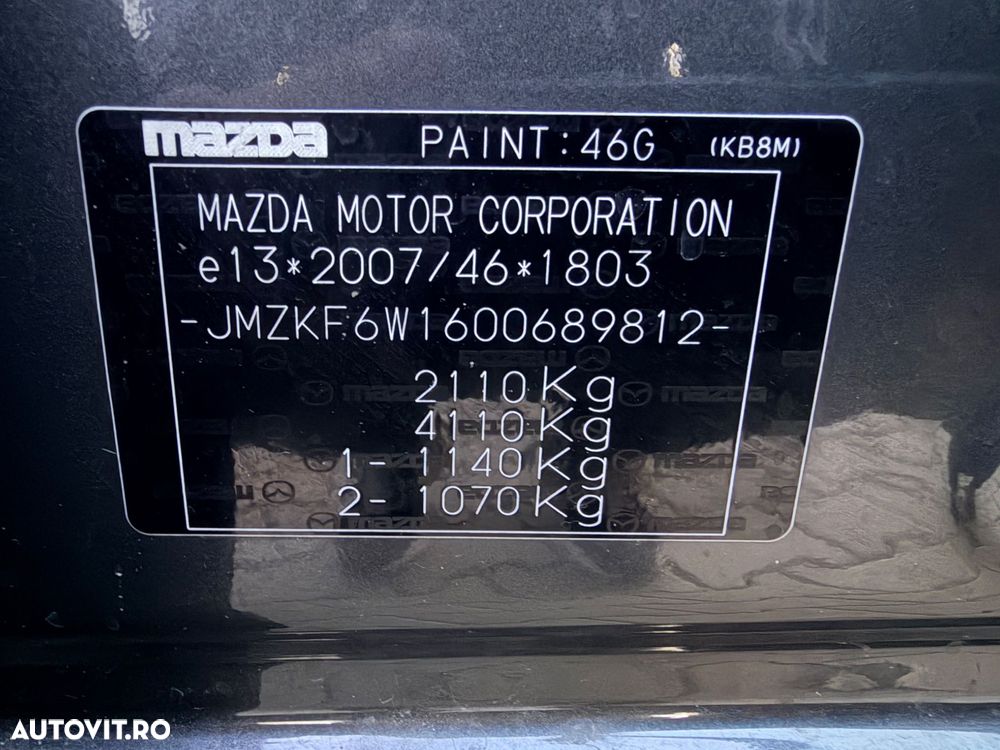 mazda PAINT:46G (KB8M)
MAZDA MOTOR CORPORATION
e13*2007/46*1803
-JMZKF6W1600689812-
2110Kg
4110Kg
1- 1140Kg
2- 1070Kg
AUTOVIT.RO